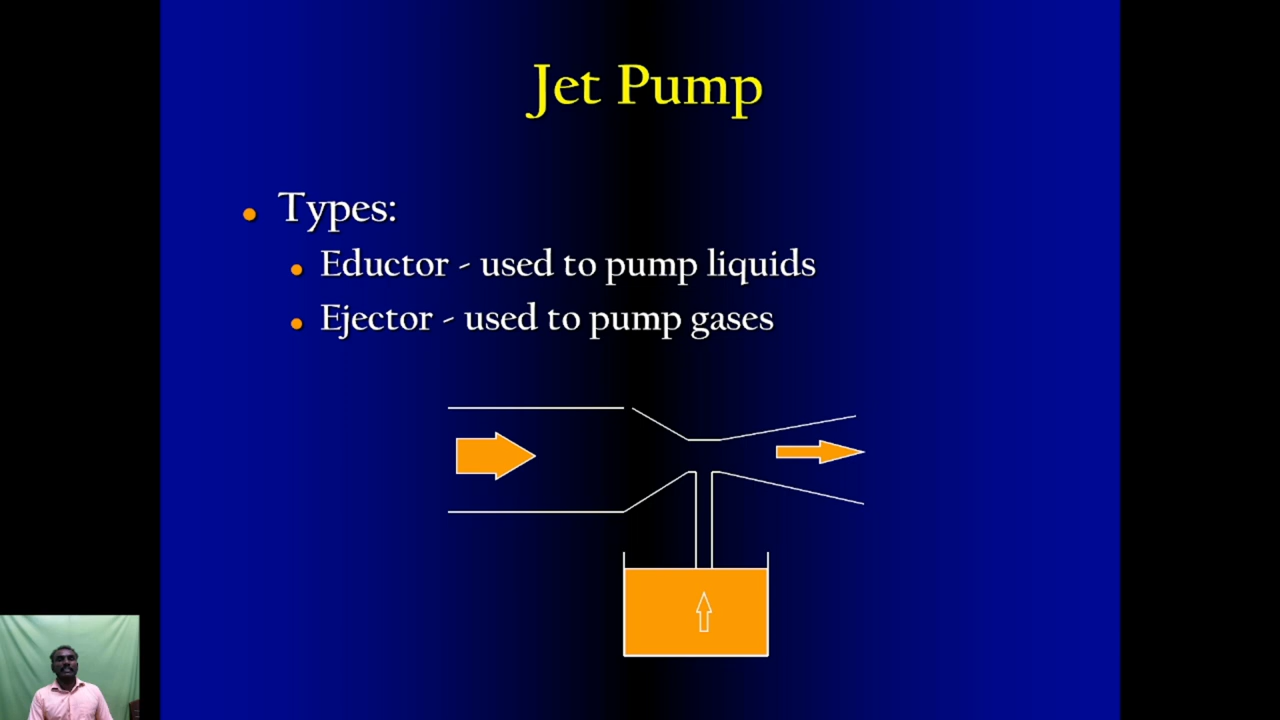 Jet Pump
Types:
Eductor - used to pump liquids
Ejector - used to pump gases